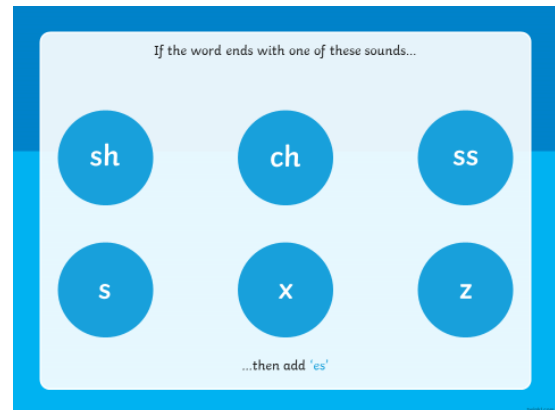 If the word ends with one of these sounds...
sh ch ss
s x z
...then add 'es'